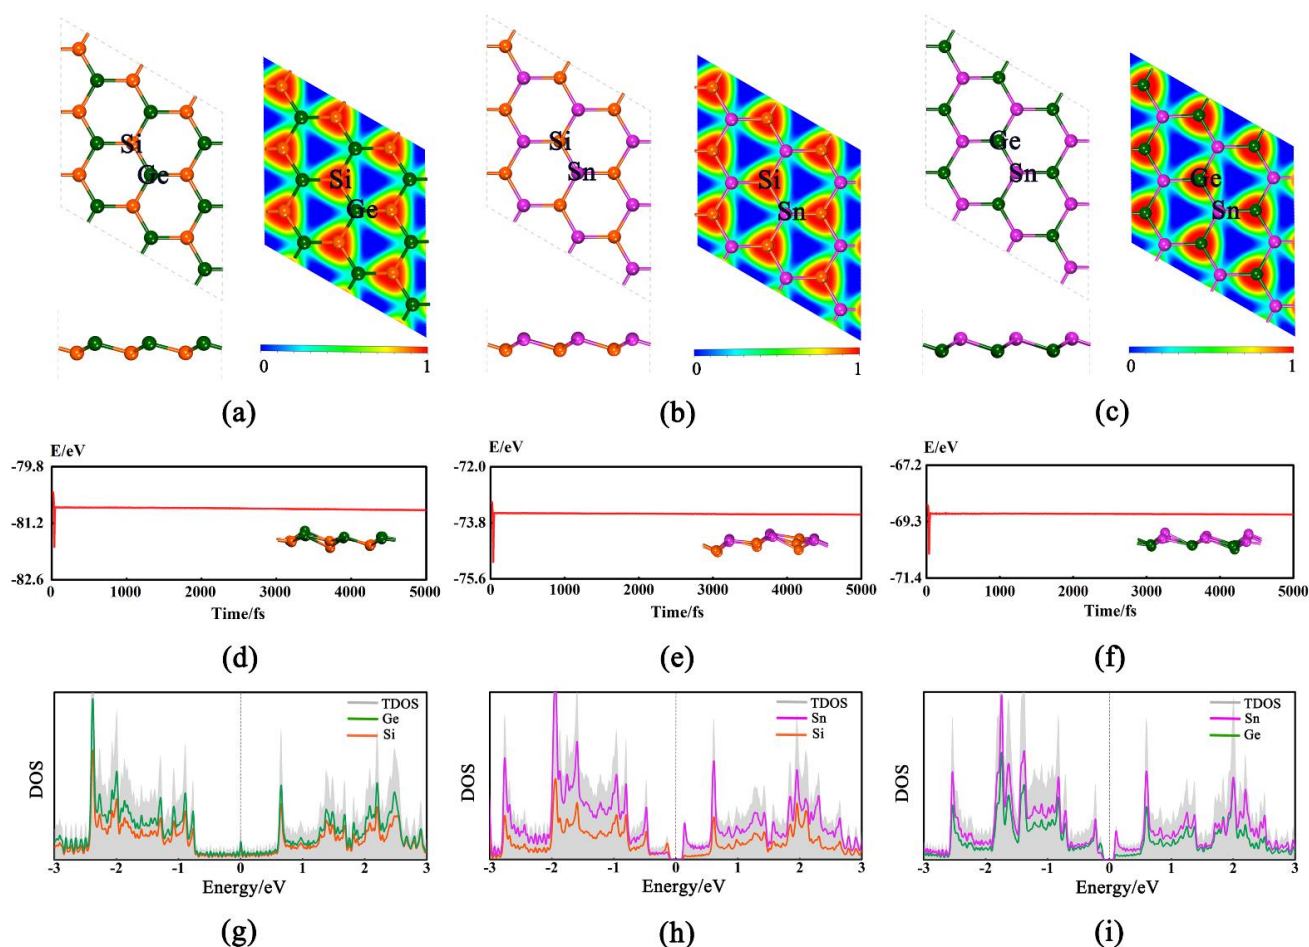 Si
Ge
Si
Ge
0 1
Si
Sn
Si
Sn
0 1
Ge
Sn
Ge
Sn
0 1
(a) (b) (c)
E/eV
-79.8
-81.2
-82.6
0 1000 2000 3000 4000 5000
Time/fs
E/eV
-72.0
-73.8
-75.6
0 1000 2000 3000 4000 5000
Time/fs
E/eV
-67.2
-69.3
-71.4
0 1000 2000 3000 4000 5000
Time/fs
(d) (e) (f)
DOS
TDOS
Ge
Si
-3 -2 -1 0 1 2 3
Energy/eV
DOS
TDOS
Sn
Si
-3 -2 -1 0 1 2 3
Energy/eV
DOS
TDOS
Sn
Ge
-3 -2 -1 0 1 2 3
Energy/eV
(g) (h) (i)